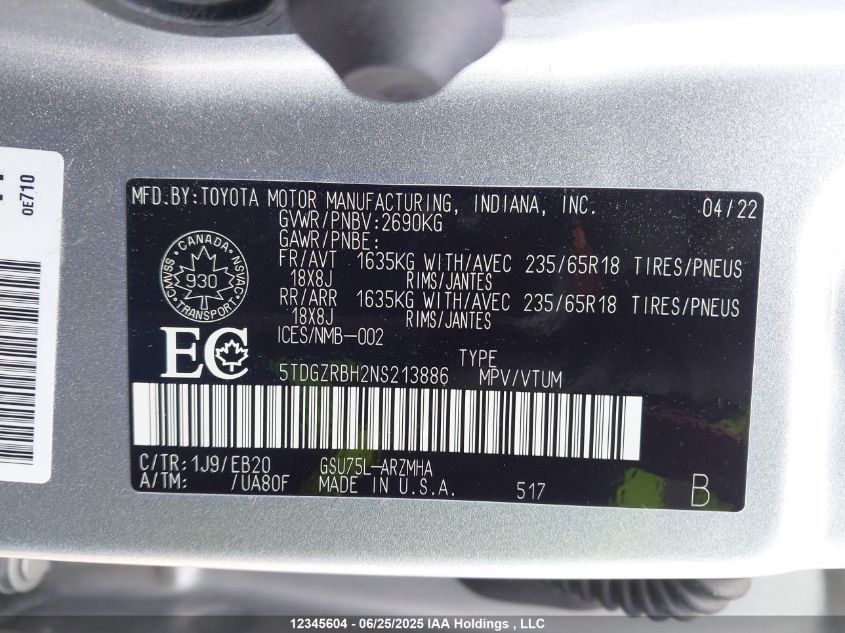 0E710
MFD.BY:TOYOTA MOTOR MANUFACTURING, INDIANA, INC. 04/22
GVWR/PNBV:2690KG
GAWR/PNBE:
FR/AVT 1635KG WITH/AVEC 235/65R18 TIRES/PNEUS
18X8J RIMS/JANTES
RR/ARR 1635KG WITH/AVEC 235/65R18 TIRES/PNEUS
18X8J RIMS/JANTES
ICES/NMB-002
CANADA
CMVSS 930 NSVAC
TRANSPORT
EC
TYPE
5TDGZRBH2NS213886 MPV/VTUM
C/TR:1J9/EB20 GSU75L-ARZMHA
A/TM: /UA80F MADE IN U.S.A. 517 B
12345604 - 06/25/2025 IAA Holdings , LLC